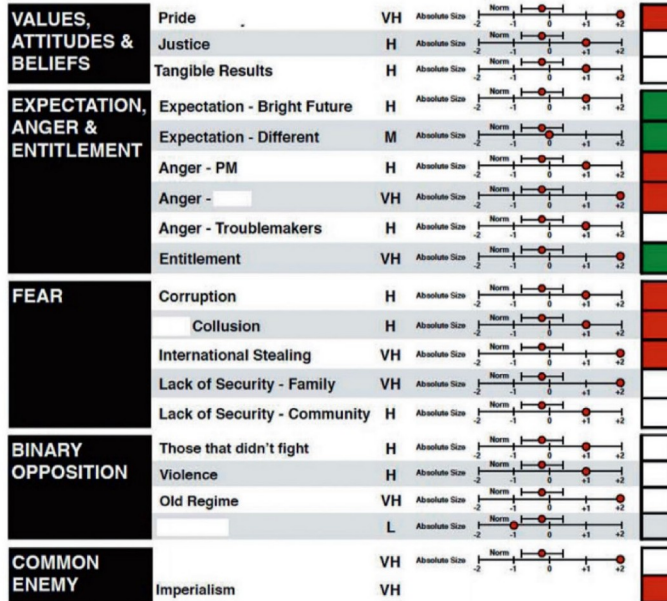 VALUES, ATTITUDES & BELIEFS
Pride VH Absolute Size Norm -2 -1 0 +1 +2
Justice H Absolute Size Norm -2 -1 0 +1 +2
Tangible Results H Absolute Size Norm -2 -1 0 +1 +2
EXPECTATION, ANGER & ENTITLEMENT
Expectation - Bright Future H Absolute Size Norm -2 -1 0 +1 +2
Expectation - Different M Absolute Size Norm -2 -1 0 +1 +2
Anger - PM H Absolute Size Norm -2 -1 0 +1 +2
Anger - VH Absolute Size Norm -2 -1 0 +1 +2
Anger - Troublemakers H Absolute Size Norm -2 -1 0 +1 +2
Entitlement VH Absolute Size Norm -2 -1 0 +1 +2
FEAR
Corruption H Absolute Size Norm -2 -1 0 +1 +2
Collusion H Absolute Size Norm -2 -1 0 +1 +2
International Stealing VH Absolute Size Norm -2 -1 0 +1 +2
Lack of Security - Family VH Absolute Size Norm -2 -1 0 +1 +2
Lack of Security - Community H Absolute Size Norm -2 -1 0 +1 +2
BINARY OPPOSITION
Those that didn't fight H Absolute Size Norm -2 -1 0 +1 +2
Violence H Absolute Size Norm -2 -1 0 +1 +2
Old Regime VH Absolute Size Norm -2 -1 0 +1 +2
L Absolute Size Norm -2 -1 0 +1 +2
COMMON ENEMY
VH Absolute Size Norm -2 -1 0 +1 +2
Imperialism VH